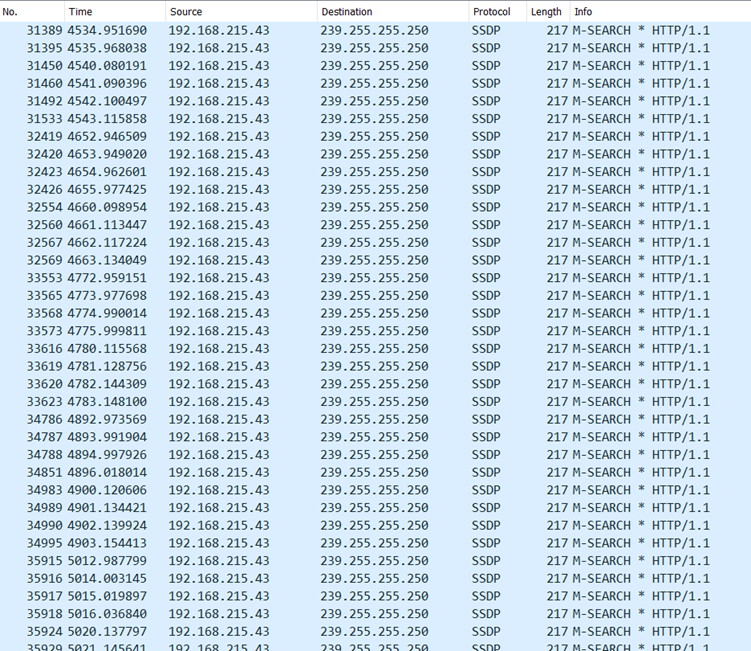 No. Time Source Destination Protocol Length Info
31389 4534.951690 192.168.215.43 239.255.255.250 SSDP 217 M-SEARCH * HTTP/1.1
31395 4535.968038 192.168.215.43 239.255.255.250 SSDP 217 M-SEARCH * HTTP/1.1
31450 4540.080191 192.168.215.43 239.255.255.250 SSDP 217 M-SEARCH * HTTP/1.1
31460 4541.090396 192.168.215.43 239.255.255.250 SSDP 217 M-SEARCH * HTTP/1.1
31492 4542.100497 192.168.215.43 239.255.255.250 SSDP 217 M-SEARCH * HTTP/1.1
31533 4543.115858 192.168.215.43 239.255.255.250 SSDP 217 M-SEARCH * HTTP/1.1
32419 4652.946509 192.168.215.43 239.255.255.250 SSDP 217 M-SEARCH * HTTP/1.1
32420 4653.949020 192.168.215.43 239.255.255.250 SSDP 217 M-SEARCH * HTTP/1.1
32423 4654.962601 192.168.215.43 239.255.255.250 SSDP 217 M-SEARCH * HTTP/1.1
32426 4655.977425 192.168.215.43 239.255.255.250 SSDP 217 M-SEARCH * HTTP/1.1
32554 4660.098954 192.168.215.43 239.255.255.250 SSDP 217 M-SEARCH * HTTP/1.1
32560 4661.113447 192.168.215.43 239.255.255.250 SSDP 217 M-SEARCH * HTTP/1.1
32567 4662.117224 192.168.215.43 239.255.255.250 SSDP 217 M-SEARCH * HTTP/1.1
32569 4663.134049 192.168.215.43 239.255.255.250 SSDP 217 M-SEARCH * HTTP/1.1
33553 4772.959151 192.168.215.43 239.255.255.250 SSDP 217 M-SEARCH * HTTP/1.1
33565 4773.977698 192.168.215.43 239.255.255.250 SSDP 217 M-SEARCH * HTTP/1.1
33568 4774.990014 192.168.215.43 239.255.255.250 SSDP 217 M-SEARCH * HTTP/1.1
33573 4775.999811 192.168.215.43 239.255.255.250 SSDP 217 M-SEARCH * HTTP/1.1
33616 4780.115568 192.168.215.43 239.255.255.250 SSDP 217 M-SEARCH * HTTP/1.1
33619 4781.128756 192.168.215.43 239.255.255.250 SSDP 217 M-SEARCH * HTTP/1.1
33620 4782.144309 192.168.215.43 239.255.255.250 SSDP 217 M-SEARCH * HTTP/1.1
33623 4783.148100 192.168.215.43 239.255.255.250 SSDP 217 M-SEARCH * HTTP/1.1
34786 4892.973569 192.168.215.43 239.255.255.250 SSDP 217 M-SEARCH * HTTP/1.1
34787 4893.991904 192.168.215.43 239.255.255.250 SSDP 217 M-SEARCH * HTTP/1.1
34788 4894.997926 192.168.215.43 239.255.255.250 SSDP 217 M-SEARCH * HTTP/1.1
34851 4896.018014 192.168.215.43 239.255.255.250 SSDP 217 M-SEARCH * HTTP/1.1
34983 4900.120606 192.168.215.43 239.255.255.250 SSDP 217 M-SEARCH * HTTP/1.1
34989 4901.134421 192.168.215.43 239.255.255.250 SSDP 217 M-SEARCH * HTTP/1.1
34990 4902.139924 192.168.215.43 239.255.255.250 SSDP 217 M-SEARCH * HTTP/1.1
34995 4903.154413 192.168.215.43 239.255.255.250 SSDP 217 M-SEARCH * HTTP/1.1
35915 5012.987799 192.168.215.43 239.255.255.250 SSDP 217 M-SEARCH * HTTP/1.1
35916 5014.003145 192.168.215.43 239.255.255.250 SSDP 217 M-SEARCH * HTTP/1.1
35917 5015.019897 192.168.215.43 239.255.255.250 SSDP 217 M-SEARCH * HTTP/1.1
35918 5016.036840 192.168.215.43 239.255.255.250 SSDP 217 M-SEARCH * HTTP/1.1
35924 5020.137797 192.168.215.43 239.255.255.250 SSDP 217 M-SEARCH * HTTP/1.1
35929 5021.145641 192.168.215.43 239.255.255.250 SSDP 217 M-SEARCH * HTTP/1.1